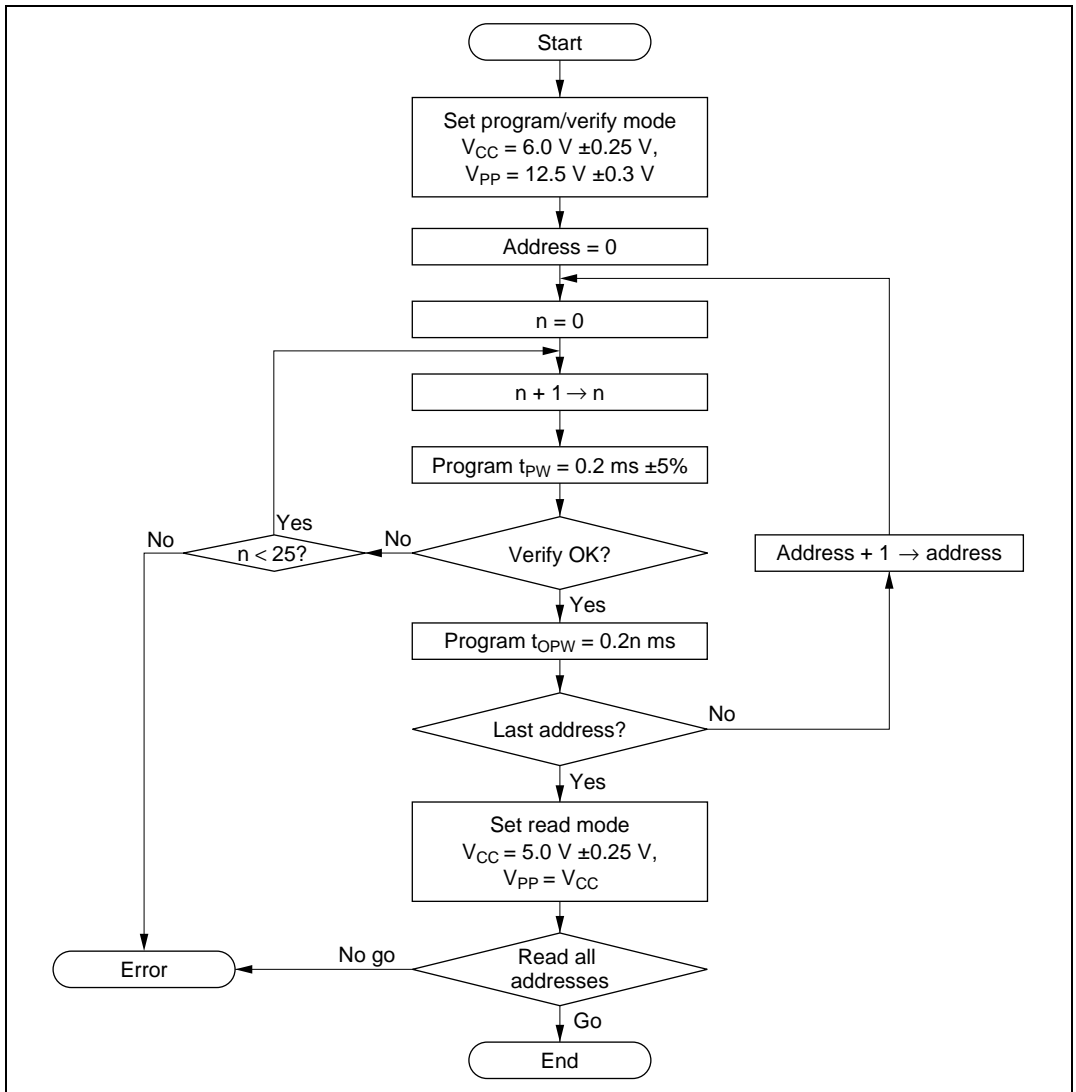 Start
Set program/verify mode
VCC = 6.0 V ±0.25 V,
VPP = 12.5 V ±0.3 V
Address = 0
n = 0
n + 1 → n
Program tPW = 0.2 ms ±5%
No
n < 25?
Yes
No
Verify OK?
Yes
Address + 1 → address
Program tOPW = 0.2n ms
Last address?
No
Yes
Set read mode
VCC = 5.0 V ±0.25 V,
VPP = VCC
Error
No go
Read all
addresses
Go
End